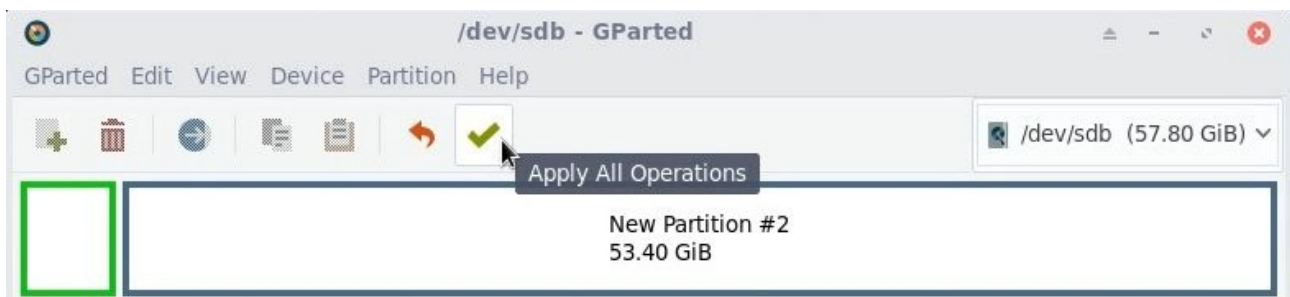 /dev/sdb - GParted
GParted Edit View Device Partition Help
/dev/sdb (57.80 GiB)
Apply All Operations
New Partition #2
53.40 GiB